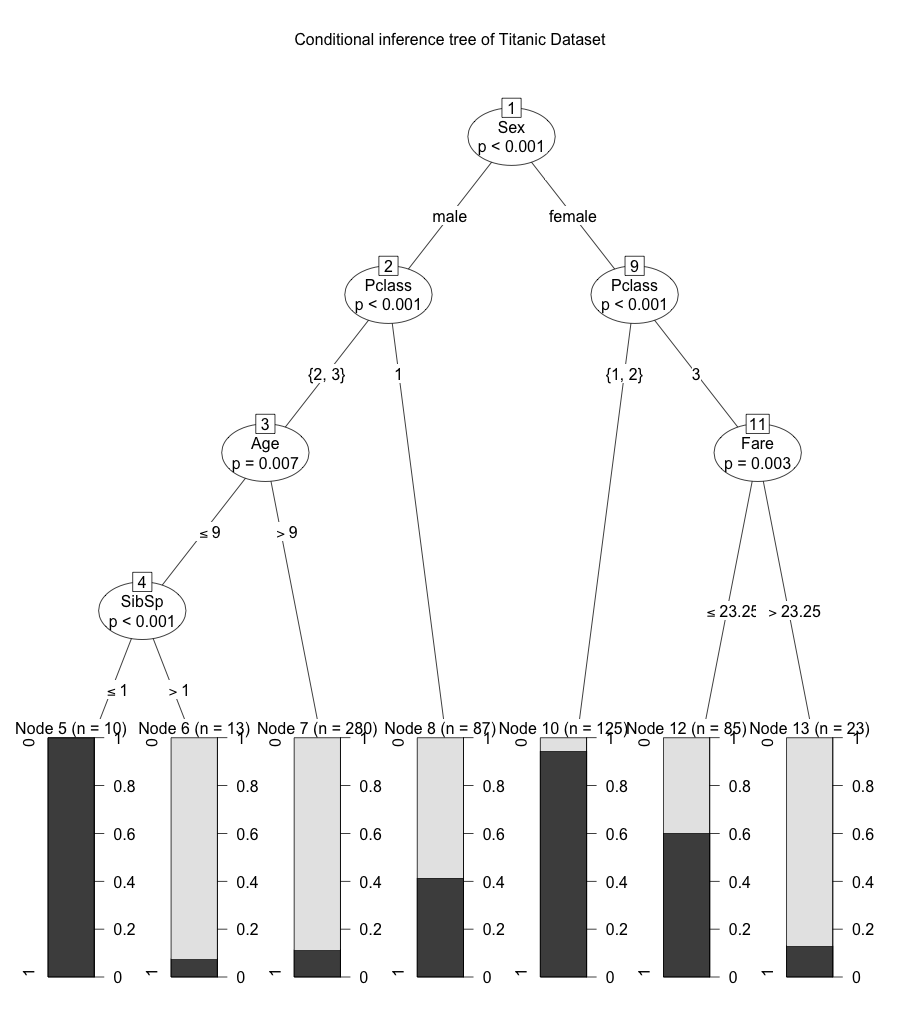 Conditional inference tree of Titanic Dataset
1
Sex
p < 0.001
male
female
2
Pclass
p < 0.001
9
Pclass
p < 0.001
{2, 3}
1
{1, 2}
3
3
Age
p = 0.007
11
Fare
p = 0.003
≤ 9
> 9
4
SibSp
p < 0.001
≤ 23.25
> 23.25
≤ 1
> 1
Node 5 (n = 10)
Node 6 (n = 13)
Node 7 (n = 280)
Node 8 (n = 87)
Node 10 (n = 125)
Node 12 (n = 85)
Node 13 (n = 23)
0 1 0 1 0 1 0 1 0 1 0 1 0 1
0.8 0.8 0.8 0.8 0.8 0.8 0.8
0.6 0.6 0.6 0.6 0.6 0.6 0.6
0.4 0.4 0.4 0.4 0.4 0.4 0.4
0.2 0.2 0.2 0.2 0.2 0.2 0.2
1 0 1 0 1 0 1 0 1 0 1 0 1 0